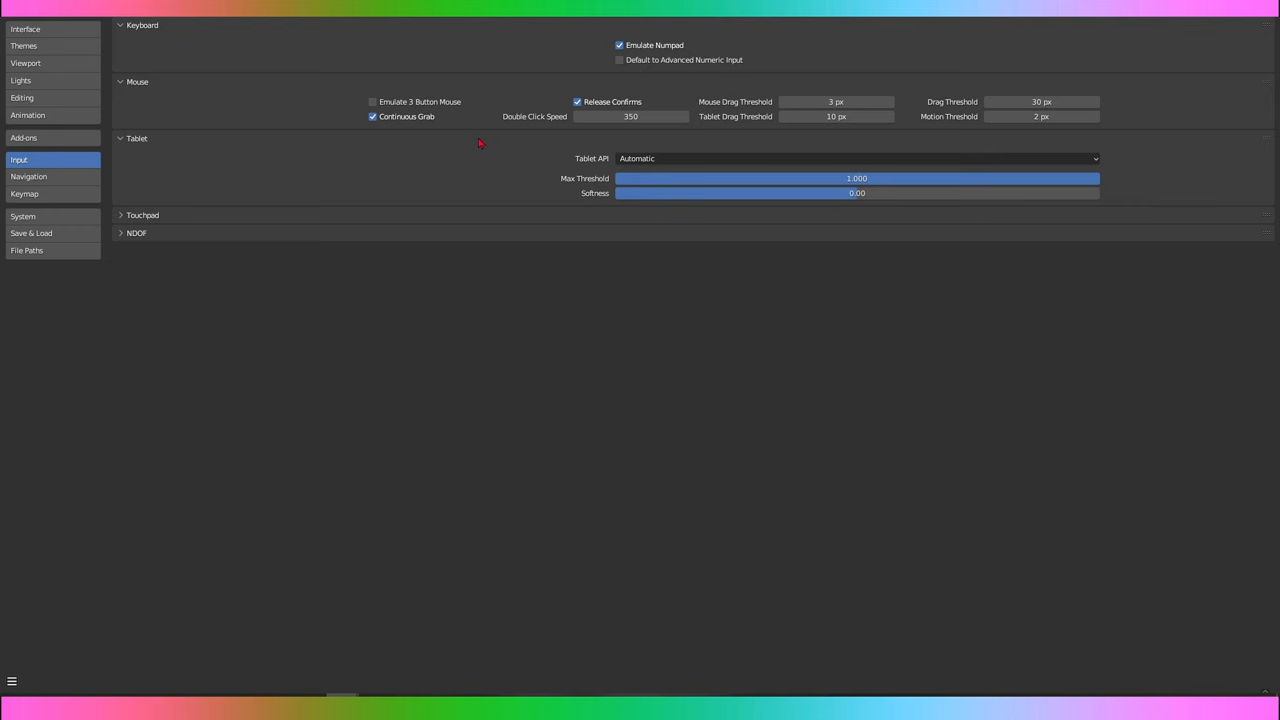 Interface
Themes
Viewport
Lights
Editing
Animation
Add-ons
Input
Navigation
Keymap
System
Save & Load
File Paths
Keyboard
Emulate Numpad
Default to Advanced Numeric Input
Mouse
Emulate 3 Button Mouse
Release Confirms
Mouse Drag Threshold 3 px
Drag Threshold 30 px
Continuous Grab
Double Click Speed 350
Tablet Drag Threshold 10 px
Motion Threshold 2 px
Tablet
Tablet API Automatic
Max Threshold 1.000
Softness 0.00
Touchpad
NDOF